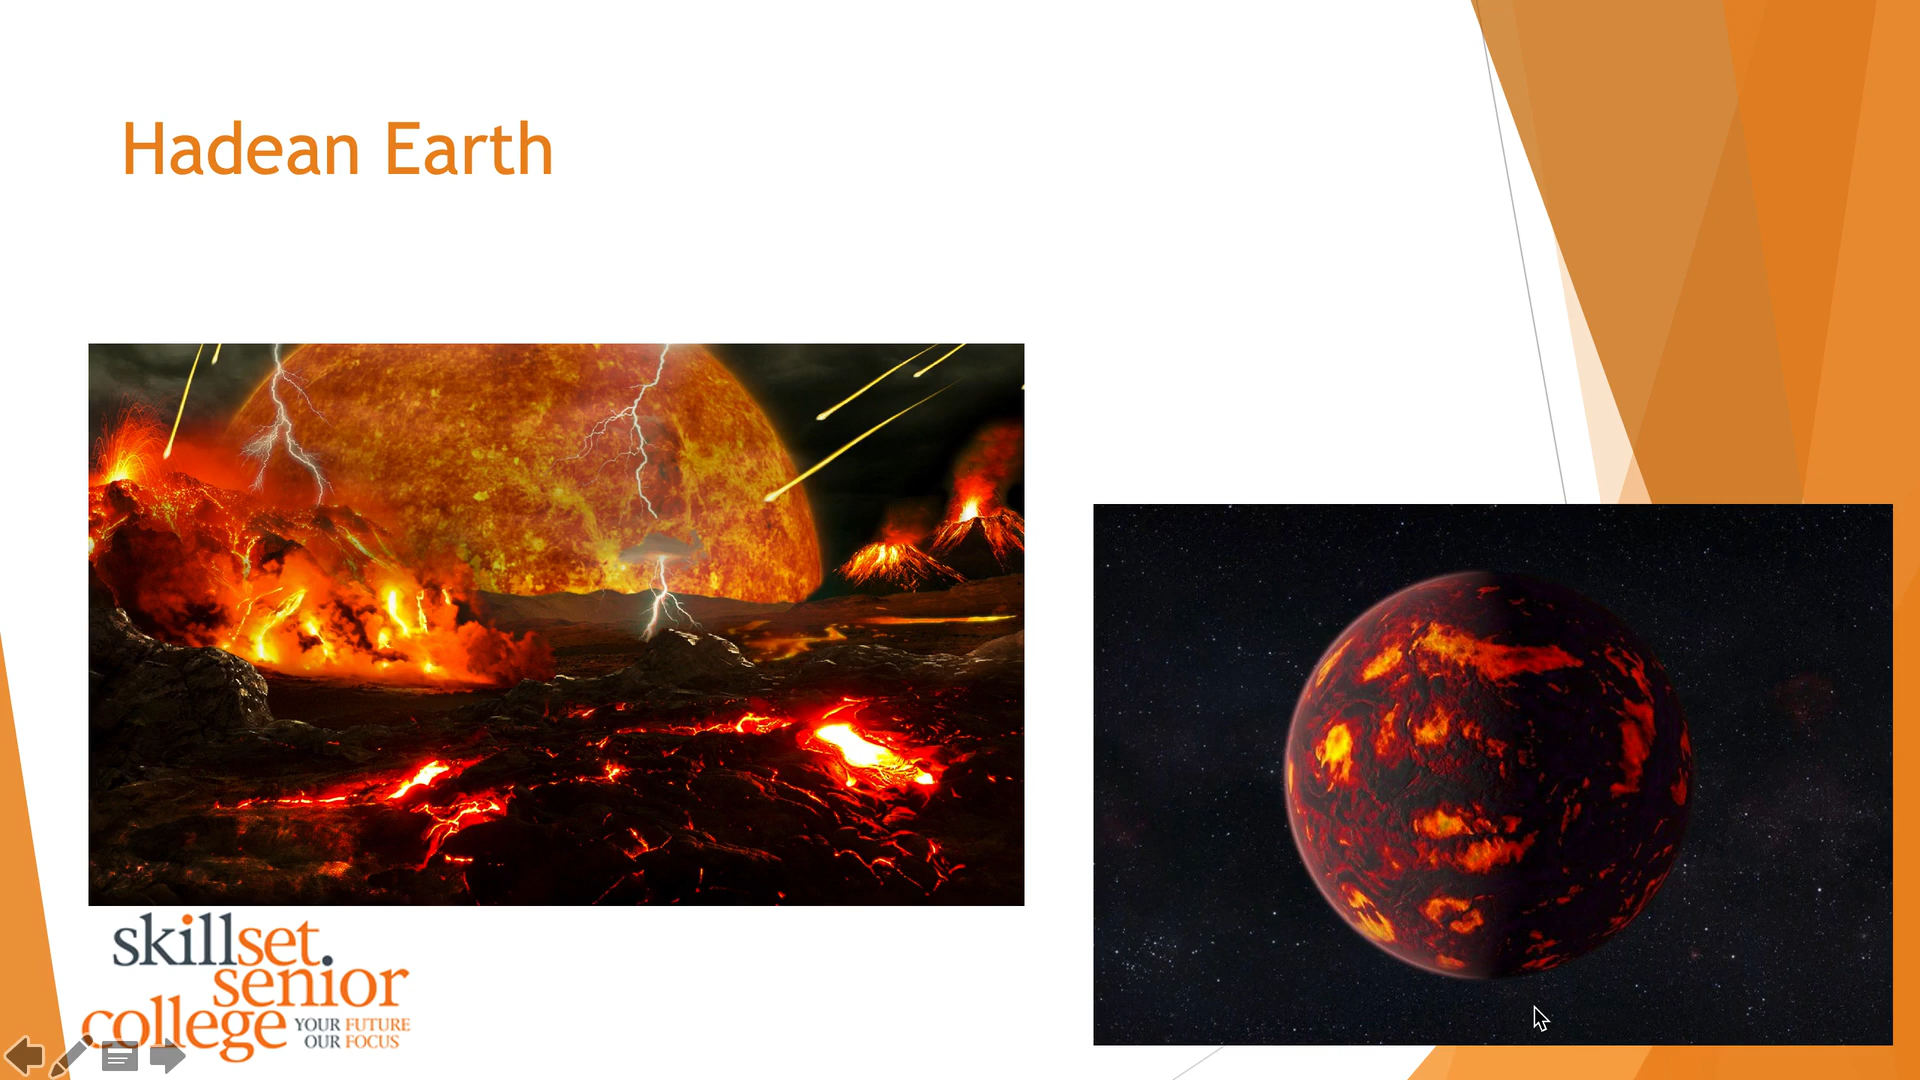 Hadean Earth
skillset.
senior
college YOUR FUTURE
OUR FOCUS